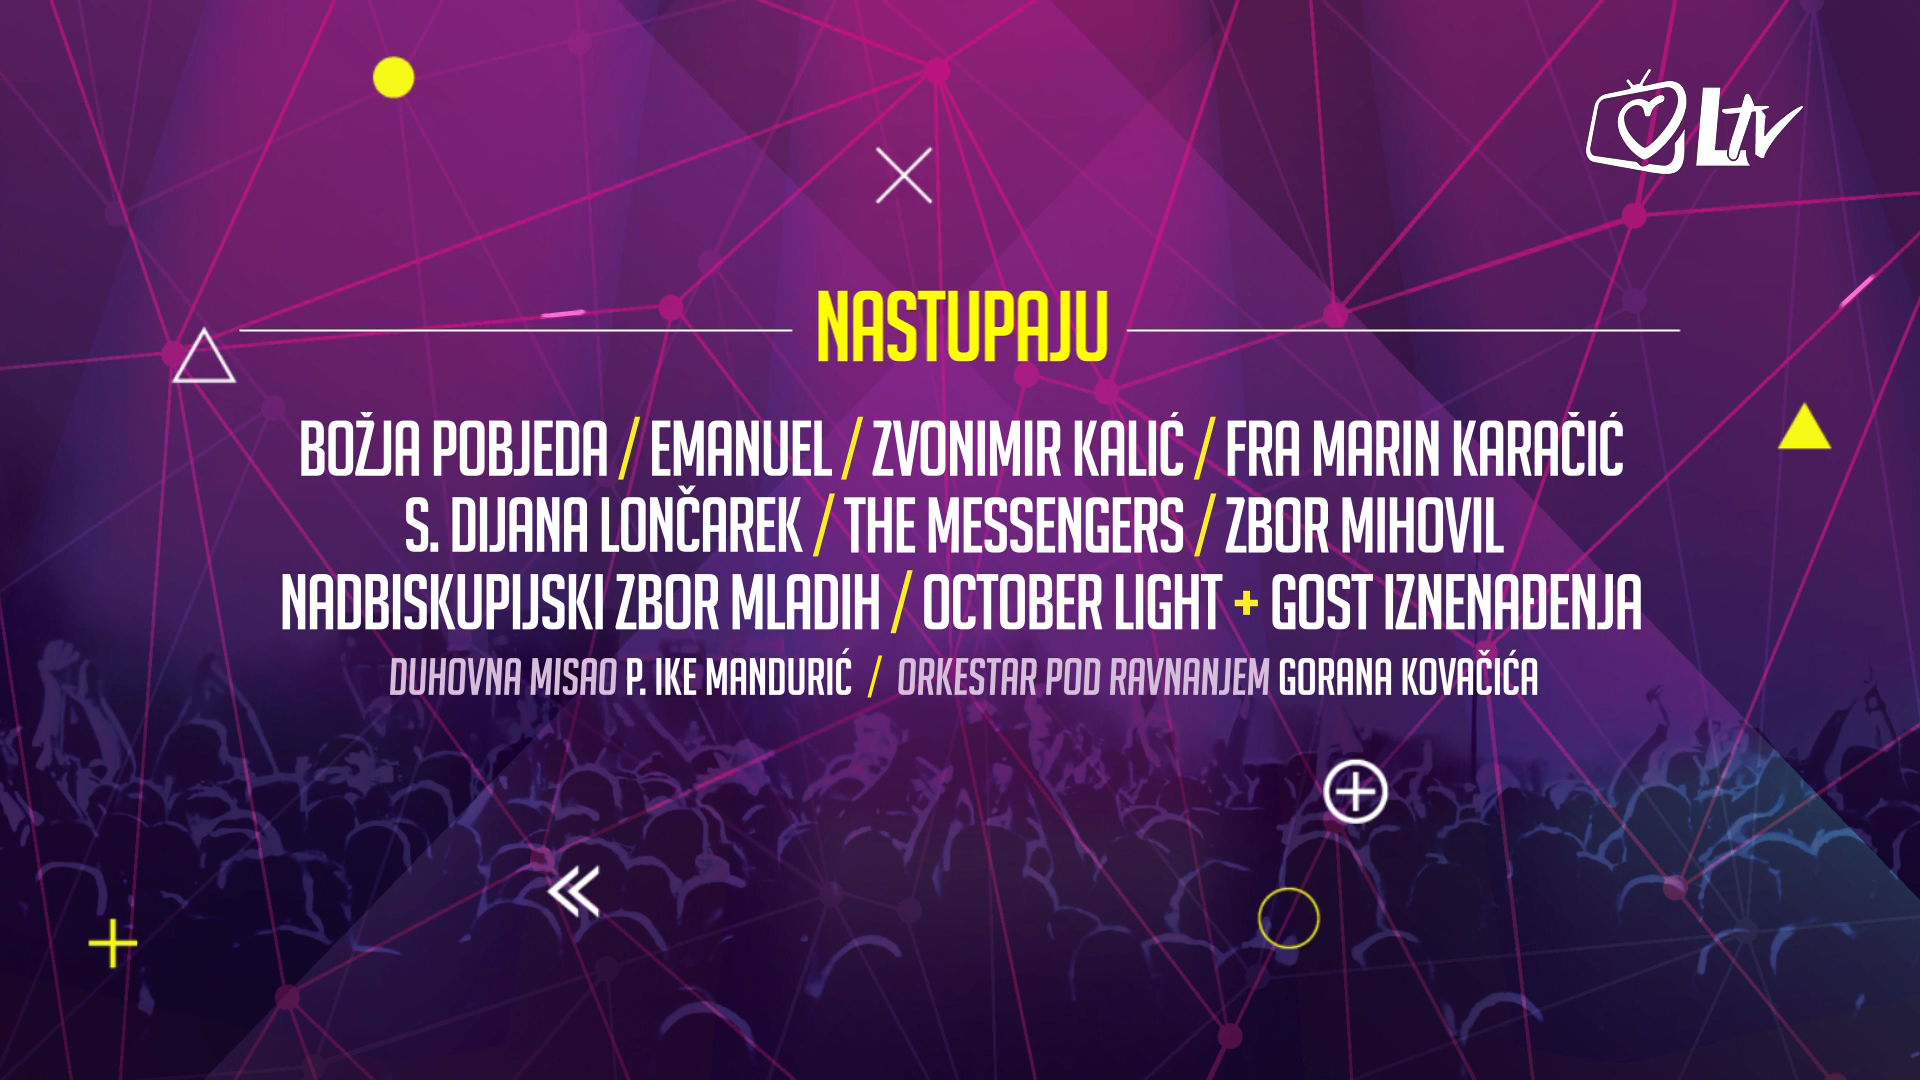 LTV
NASTUPAJU
BOŽJA POBJEDA / EMANUEL / ZVONIMIR KALIĆ / FRA MARIN KARAČIĆ
S. DIJANA LONČAREK / THE MESSENGERS / ZBOR MIHOVIL
NADBISKUPIJSKI ZBOR MLADIH / OCTOBER LIGHT + GOST IZNENAĐENJA
DUHOVNA MISAO P. IKE MANDURIĆ / ORKESTAR POD RAVNANJEM GORANA KOVAČIĆA